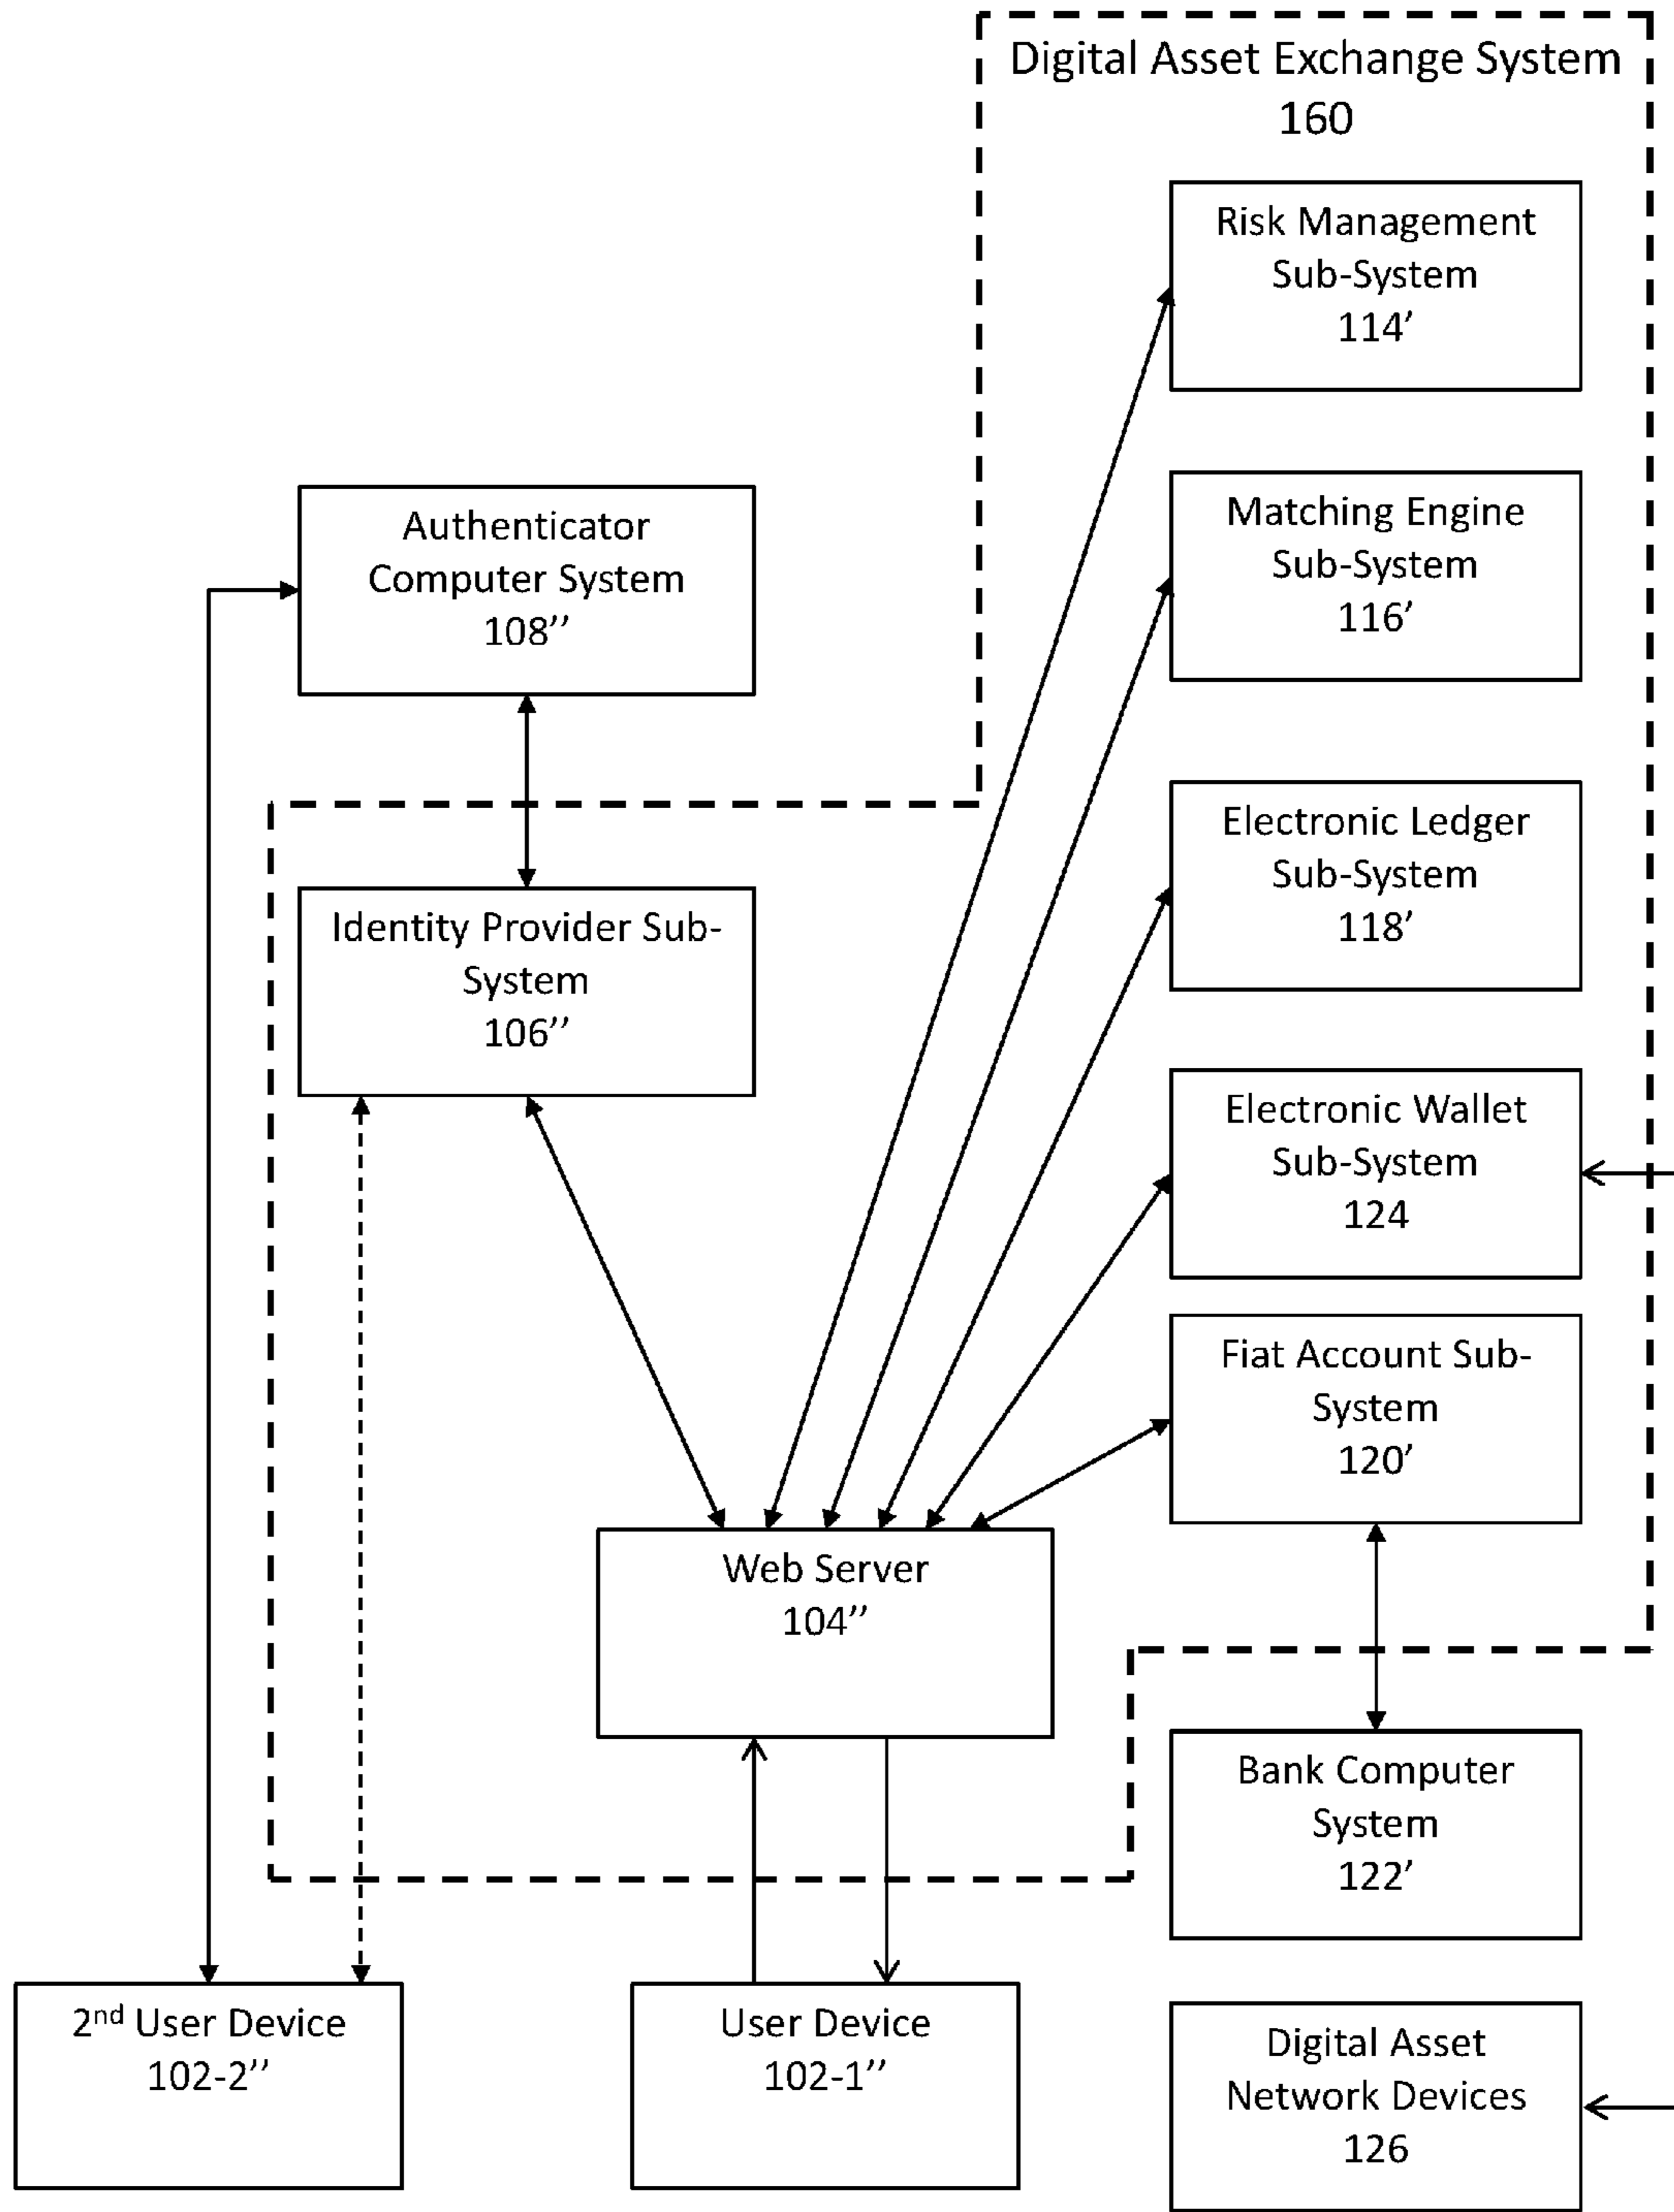 Digital Asset Exchange System
160
Risk Management
Sub-System
114’
Matching Engine
Sub-System
116’
Authenticator
Computer System
108’’
Electronic Ledger
Sub-System
118’
Identity Provider Sub-
System
106’’
Electronic Wallet
Sub-System
124
Fiat Account Sub-
System
120’
Web Server
104’’
Bank Computer
System
122’
2nd User Device
102-2’’
User Device
102-1’’
Digital Asset
Network Devices
126